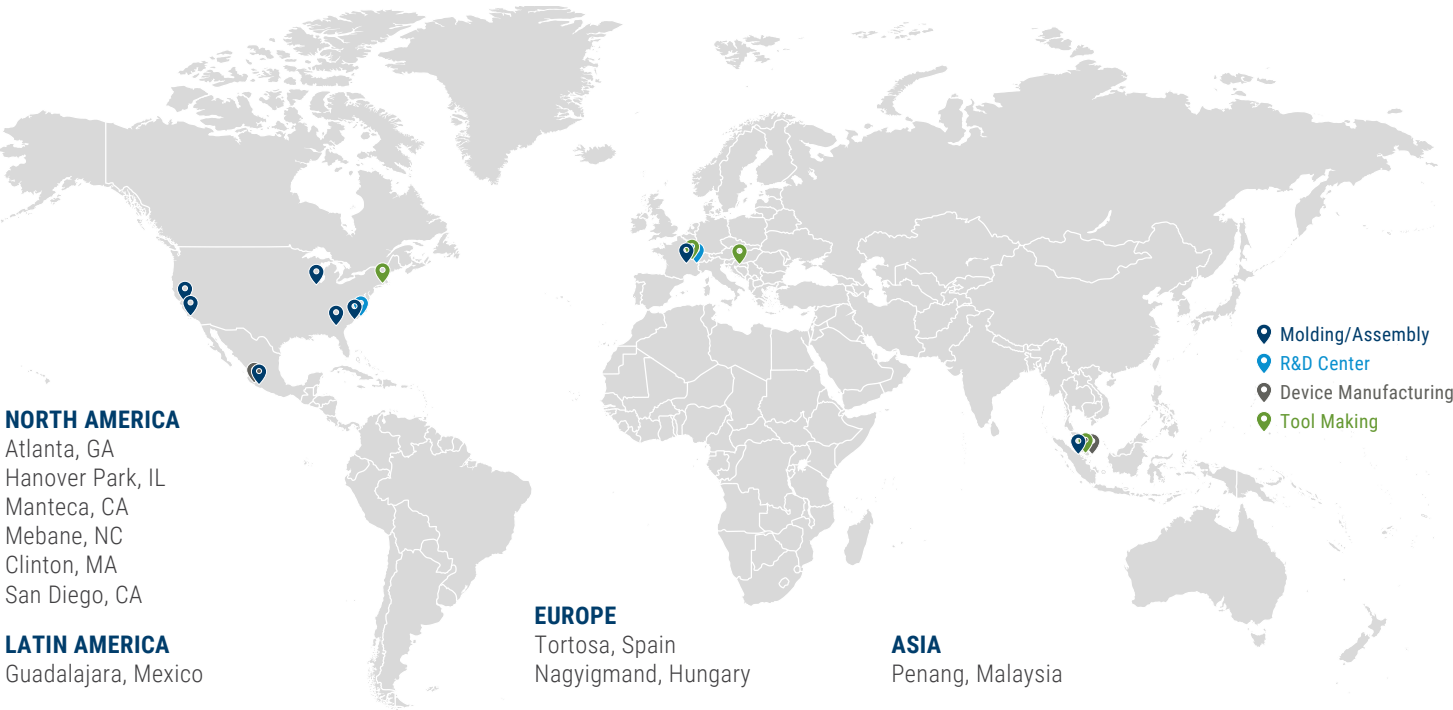 Molding/Assembly
R&D Center
Device Manufacturing
Tool Making
NORTH AMERICA
Atlanta, GA
Hanover Park, IL
Manteca, CA
Mebane, NC
Clinton, MA
San Diego, CA
LATIN AMERICA
Guadalajara, Mexico
EUROPE
Tortosa, Spain
Nagyigmand, Hungary
ASIA
Penang, Malaysia